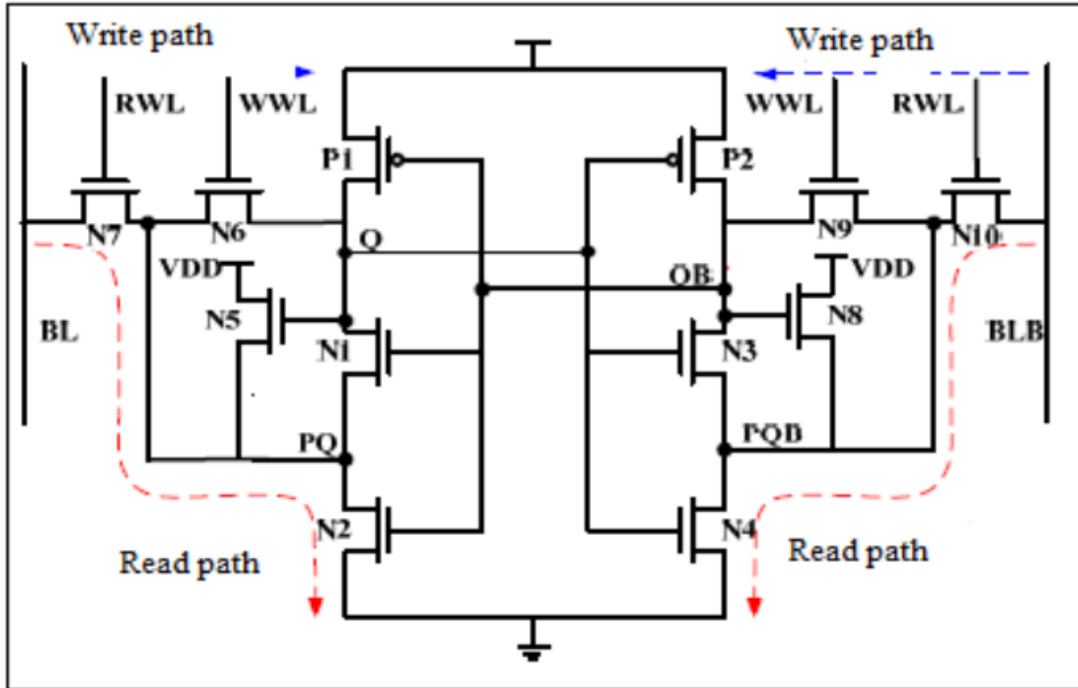 Write path
Write path
RWL
WWL
WWL
RWL
P1
P2
N7
N6
Q
N9
N10
VDD
QB
VDD
N5
N8
BL
N1
N3
BLB
PQ
PQB
N2
N4
Read path
Read path